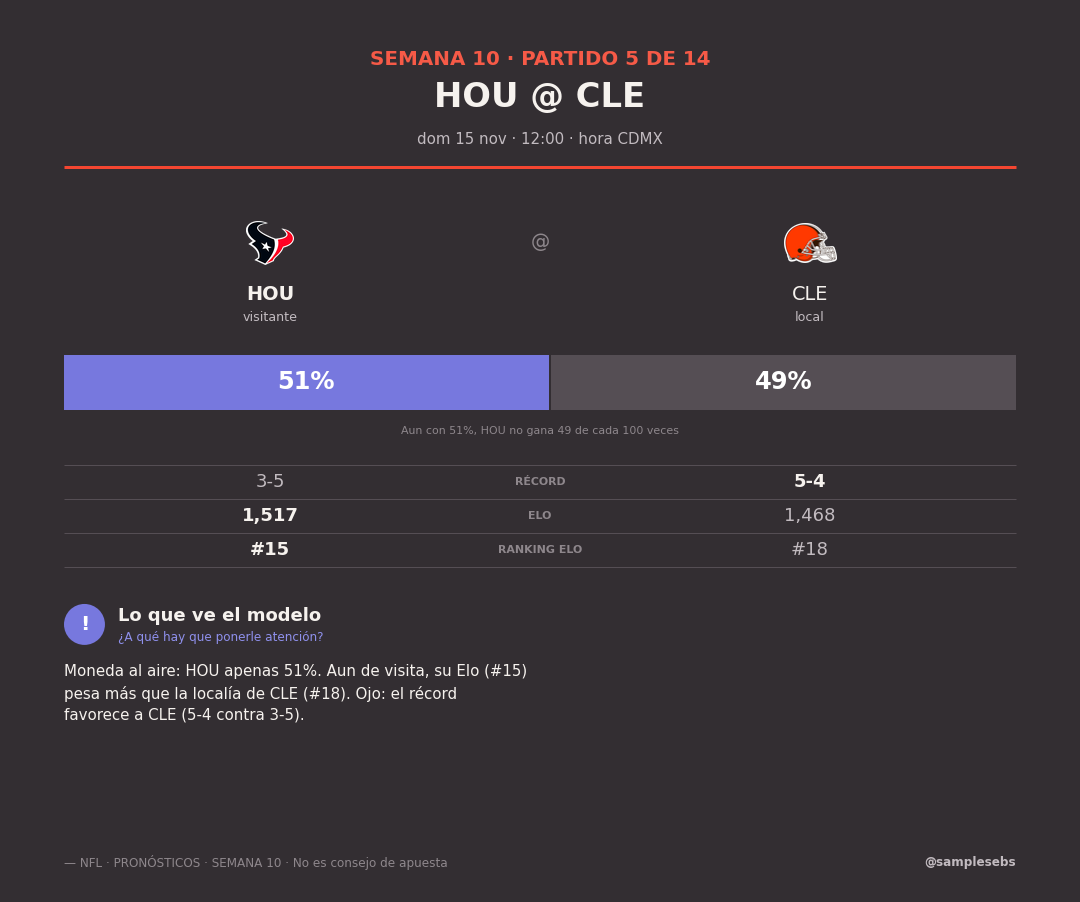 SEMANA 10 · PARTIDO 5 DE 14
HOU @ CLE
dom 15 nov · 12:00 · hora CDMX
@
HOU
CLE
visitante
local
51%
49%
Aun con 51%, HOU no gana 49 de cada 100 veces
3-5 RÉCORD 5-4
1,517 ELO 1,468
#15 RANKING ELO #18
!
Lo que ve el modelo
¿A qué hay que ponerle atención?
Moneda al aire: HOU apenas 51%. Aun de visita, su Elo (#15)
pesa más que la localía de CLE (#18). Ojo: el récord
favorece a CLE (5-4 contra 3-5).
— NFL · PRONÓSTICOS · SEMANA 10 · No es consejo de apuesta
@samplesebs